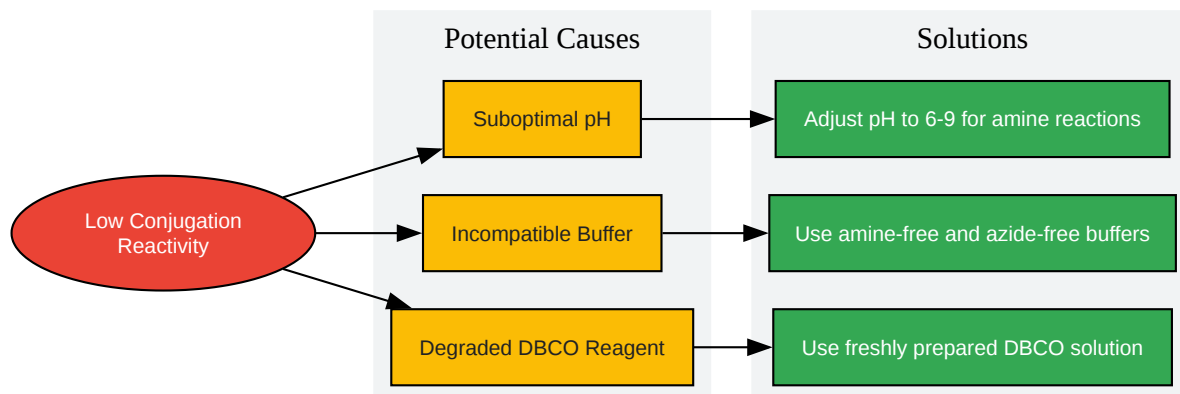 Potential Causes
Solutions
Suboptimal pH
Adjust pH to 6-9 for amine reactions
Low Conjugation
Reactivity
Incompatible Buffer
Use amine-free and azide-free buffers
Degraded DBCO Reagent
Use freshly prepared DBCO solution